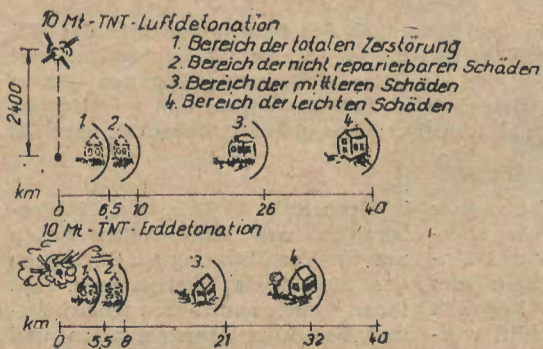 10 Mt-TNT-Luftdetonation
1. Bereich der totalen Zerstörung
2. Bereich der nicht reparierbaren Schäden
3. Bereich der mittleren Schäden
4. Bereich der leichten Schäden
2400
1. 2. 3. 4.
km
0 6,5 10 26 40
10 Mt-TNT-Erddetonation
1. 2. 3. 4.
km
0 5,5 8 21 32 40